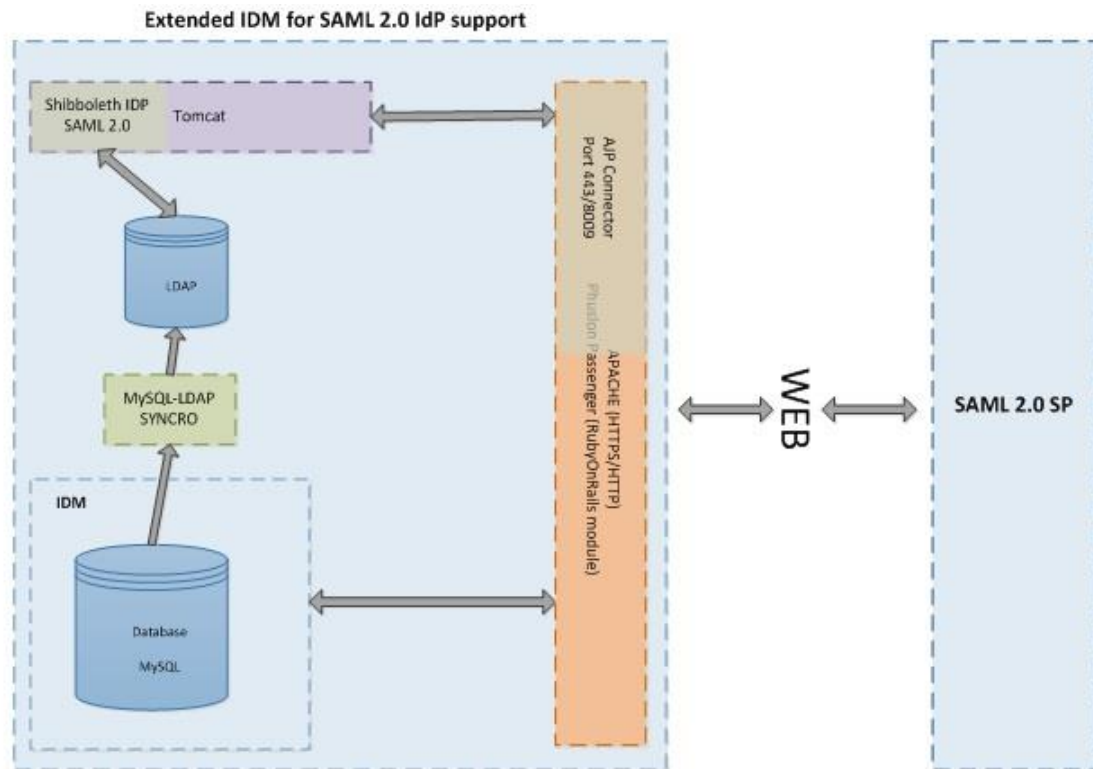 Extended IDM for SAML 2.0 IdP support
Shibboleth IDP
SAML 2.0
Tomcat
AJP Connector
Port 443/8009
LDAP
MySQL-LDAP
SYNCRO
APACHE (HTTPS/HTTP)
Phusion Passenger (RubyOnRails module)
WEB
SAML 2.0 SP
IDM
Database
MySQL